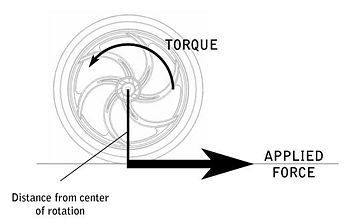 TORQUE
APPLIED
FORCE
Distance from center
of rotation